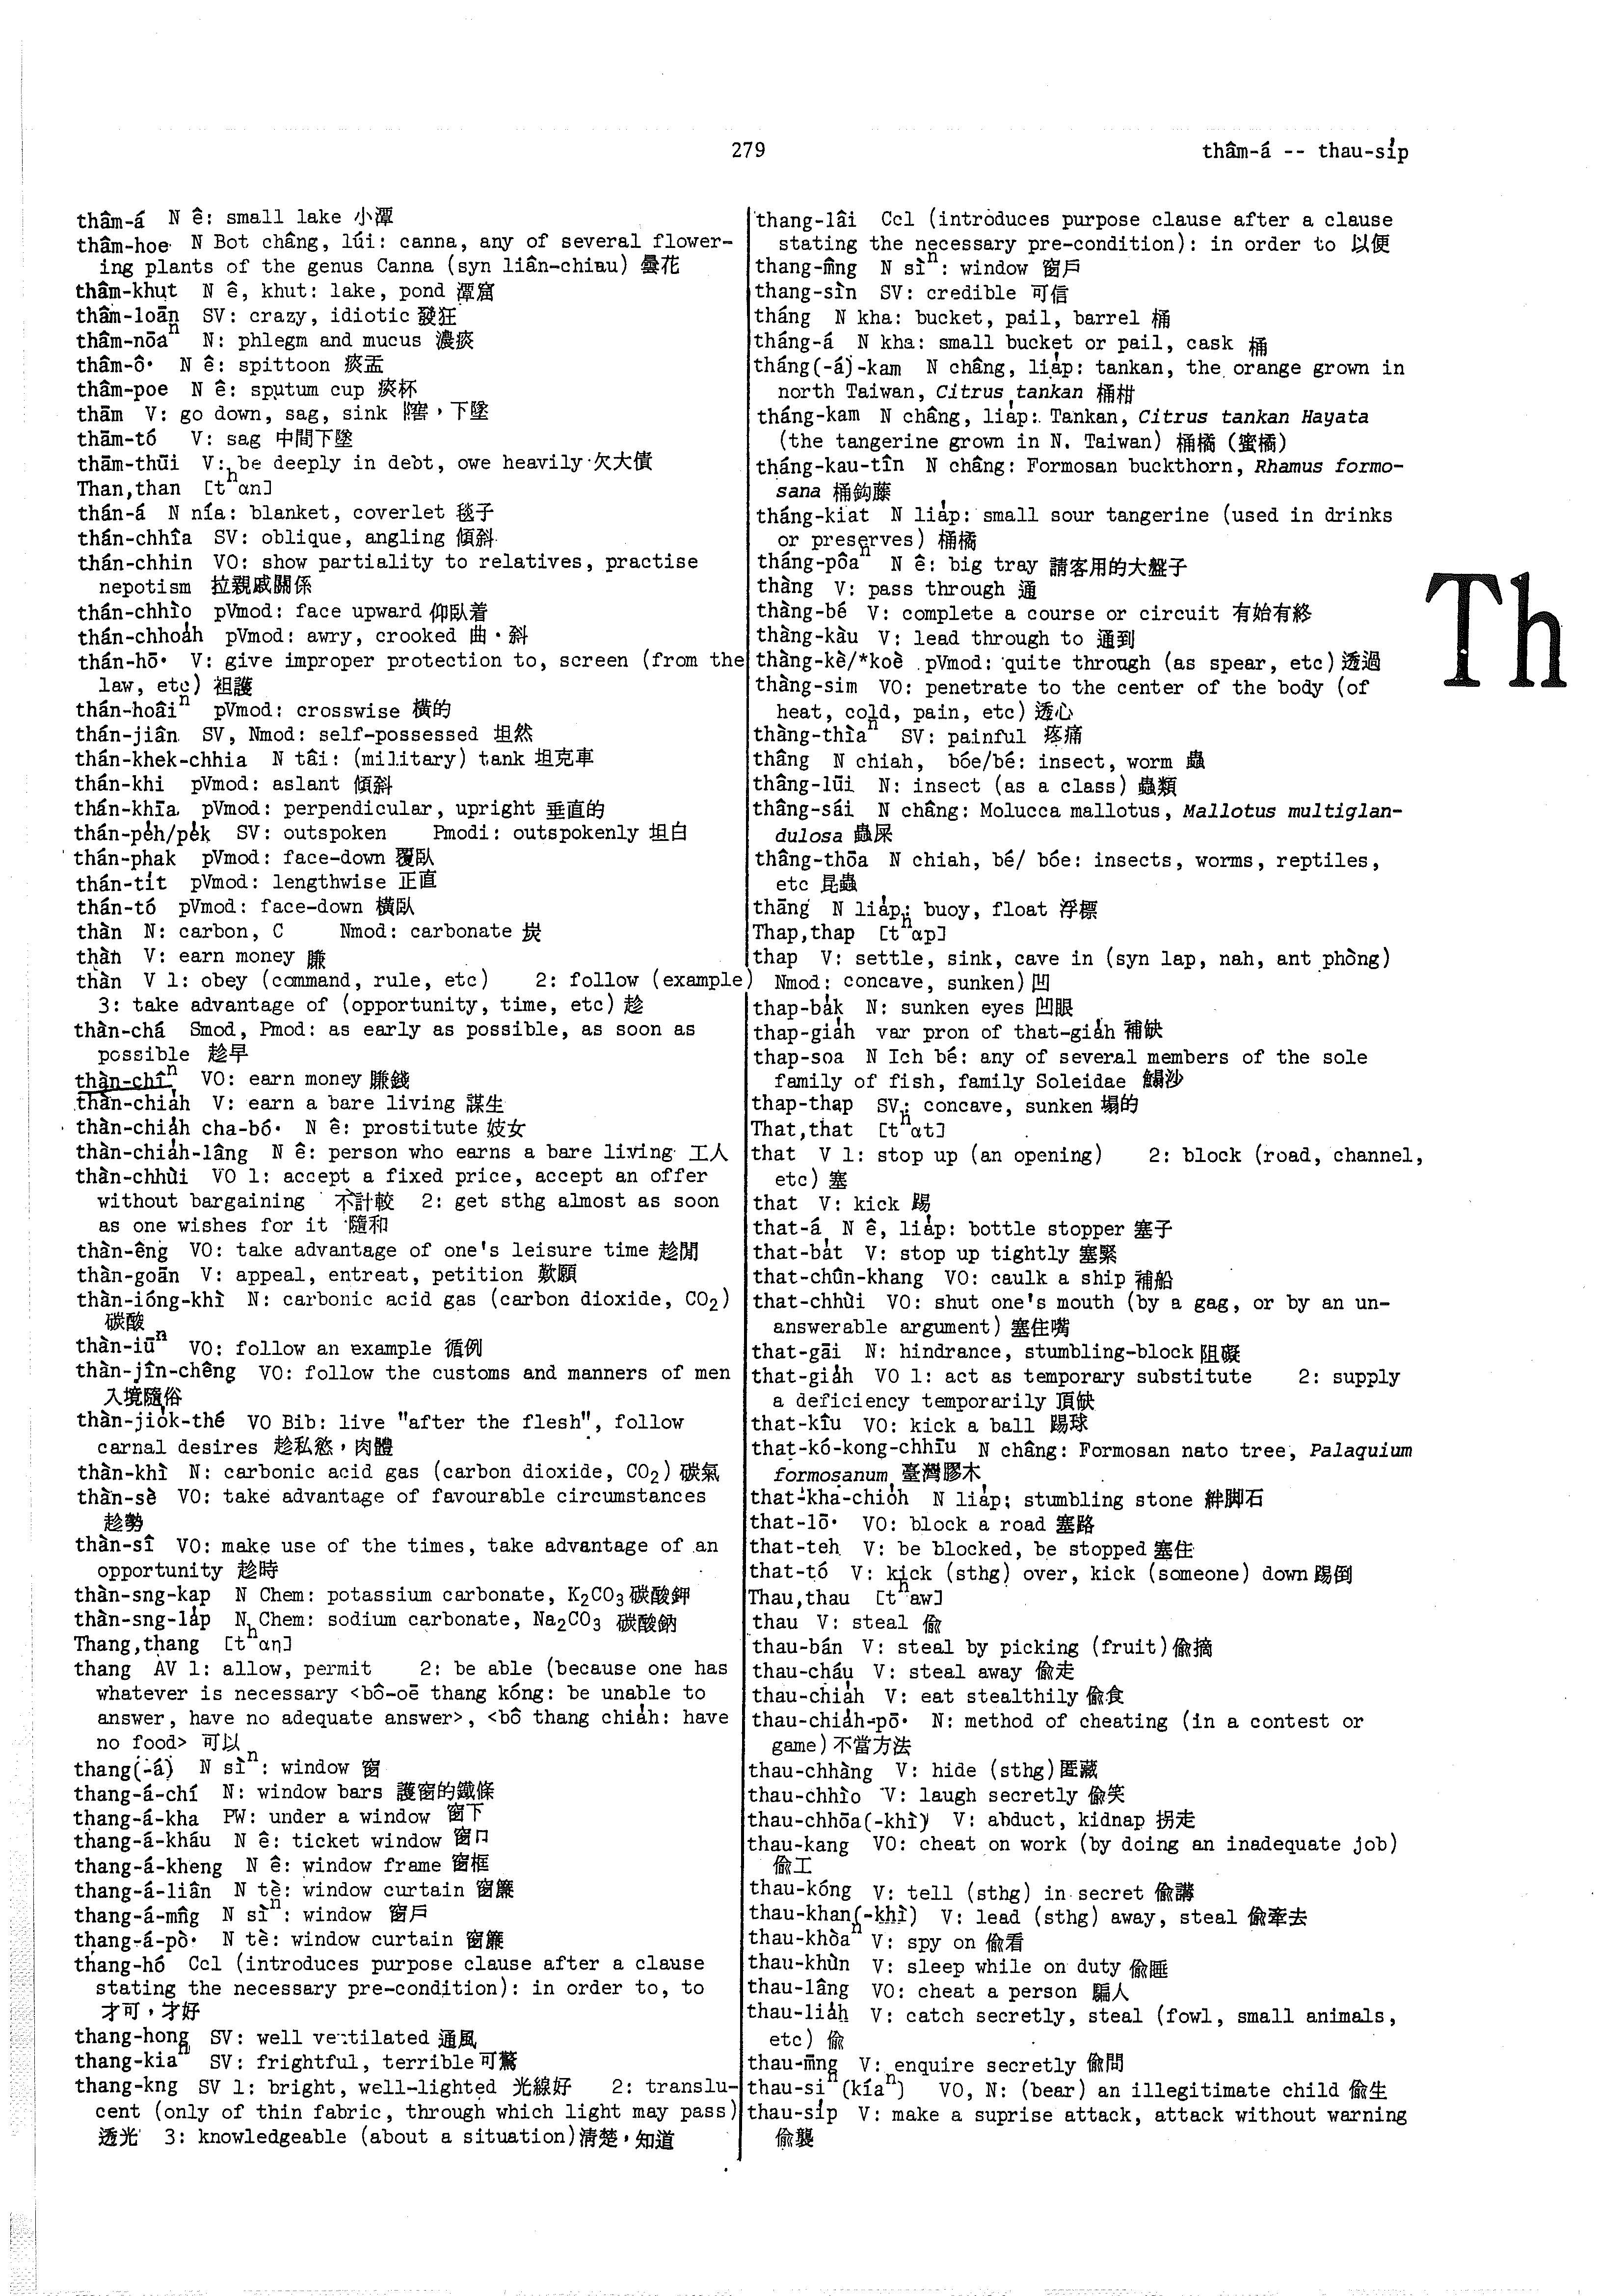 279
thâm-á -- thau-si̍p
thâm-á N ê: small lake 小潭
thâm-hoe N Bot châng, lúi: canna, any of several flower-
ing plants of the genus Canna (syn liân-chiau) 曇花
thâm-khut N ê, khut: lake, pond 潭窟
thâm-loān SV: crazy, idiotic 發狂
thâm-nōaⁿ N: phlegm and mucus 濃痰
thâm-ô· N ê: spittoon 痰盂
thâm-poe N ê: sputum cup 痰杯
thām V: go down, sag, sink 下墜
thām-tó V: sag 中間下墜
thām-thūi V: be deeply in debt, owe heavily 欠大債
Than,than [tʰɑn]
thán-á N nía: blanket, coverlet 毯子
thán-chhîa SV: oblique, angling 傾斜
thán-chhin VO: show partiality to relatives, practise
nepotism 拉親戚關係
thán-chhìo pVmod: face upward 仰臥着
thán-chhoa̍h pVmod: awry, crooked 曲·斜
thán-hō· V: give improper protection to, screen (from the
law, etc) 袒護
thán-hoâiⁿ pVmod: crosswise 橫的
thán-jiân SV, Nmod: self-possessed 坦然
thán-khek-chhia N tâi: (military) tank 坦克車
thán-khi pVmod: aslant 傾斜
thán-khīa pVmod: perpendicular, upright 垂直的
thán-pe̍h/pe̍k SV: outspoken Pmodi: outspokenly 坦白
thán-phak pVmod: face-down 覆臥
thán-ti̍t pVmod: lengthwise 正直
thán-tó pVmod: face-down 橫臥
thàn N: carbon, C Nmod: carbonate 炭
thàn V: earn money 賺
thàn V 1: obey (command, rule, etc) 2: follow (example)
3: take advantage of (opportunity, time, etc) 趁
thàn-chá Smod, Pmod: as early as possible, as soon as
possible 趁早
thàn-chîⁿ VO: earn money 賺錢
thàn-chia̍h V: earn a bare living 謀生
thàn-chia̍h cha-bó· N ê: prostitute 妓女
thàn-chia̍h-lâng N ê: person who earns a bare living 工人
thàn-chhùi VO 1: accept a fixed price, accept an offer
without bargaining 不計較 2: get sthg almost as soon
as one wishes for it 隨和
thàn-êng VO: take advantage of one's leisure time 趁閒
thàn-goān V: appeal, entreat, petition 歎願
thàn-ióng-khì N: carbonic acid gas (carbon dioxide, CO₂)
碳酸
thàn-iūⁿ VO: follow an example 循例
thàn-jîn-chêng VO: follow the customs and manners of men
入境隨俗
thàn-jio̍k-thé VO Bib: live "after the flesh", follow
carnal desires 趁私慾，肉體
thàn-khì N: carbonic acid gas (carbon dioxide, CO₂) 碳氣
thàn-sè VO: take advantage of favourable circumstances
趁勢
thàn-sî VO: make use of the times, take advantage of an
opportunity 趁時
thàn-sng-kap N Chem: potassium carbonate, K₂CO₃ 碳酸鉀
thàn-sng-la̍p N Chem: sodium carbonate, Na₂CO₃ 碳酸鈉
Thang,thang [tʰɑŋ]
thang AV 1: allow, permit 2: be able (because one has
whatever is necessary <bô-oē thang kóng: be unable to
answer, have no adequate answer>, <bô thang chia̍h: have
no food> 可以
thang(-á) N sìⁿ: window 窗
thang-á-chí N: window bars 護窗的鐵條
thang-á-kha PW: under a window 窗下
thang-á-kháu N ê: ticket window 窗口
thang-á-kheng N ê: window frame 窗框
thang-á-liân N tè: window curtain 窗簾
thang-á-mn̂g N sìⁿ: window 窗戶
thang-á-pò· N tè: window curtain 窗簾
thang-hó Ccl (introduces purpose clause after a clause
stating the necessary pre-condition): in order to, to
才可，才好
thang-hong SV: well ventilated 通風
thang-kiaⁿ SV: frightful, terrible 可驚
thang-kng SV 1: bright, well-lighted 光線好 2: translu-
cent (only of thin fabric, through which light may pass)
透光 3: knowledgeable (about a situation) 清楚，知道
thang-lâi Ccl (introduces purpose clause after a clause
stating the necessary pre-condition): in order to 以便
thang-m̂ng N sìⁿ: window 窗戶
thang-sìn SV: credible 可信
tháng N kha: bucket, pail, barrel 桶
tháng-á N kha: small bucket or pail, cask 桶
tháng(-á)-kam N châng, lia̍p: tankan, the orange grown in
north Taiwan, Citrus tankan 桶柑
tháng-kam N châng, lia̍p: Tankan, Citrus tankan Hayata
(the tangerine grown in N. Taiwan) 桶橘 (蜜橘)
tháng-kau-tîn N châng: Formosan buckthorn, Rhamus formo-
sana 桶鈎藤
tháng-kiat N lia̍p: small sour tangerine (used in drinks
or preserves) 桶橘
tháng-pôaⁿ N ê: big tray 請客用的大盤子
thàng V: pass through 通
thàng-bé V: complete a course or circuit 有始有終
thàng-kàu V: lead through to 通到
thàng-kè/*koè pVmod: quite through (as spear, etc) 透過
thàng-sim VO: penetrate to the center of the body (of
heat, cold, pain, etc) 透心
thàng-thìaⁿ SV: painful 疼痛
thâng N chiah, bóe/bé: insect, worm 蟲
thâng-lūi N: insect (as a class) 蟲類
thâng-sái N châng: Molucca mallotus, Mallotus multiglan-
dulosa 蟲屎
thâng-thōa N chiah, bé/ bóe: insects, worms, reptiles,
etc 昆蟲
thāng N lia̍p: buoy, float 浮標
Thap,thap [tʰɑp]
thap V: settle, sink, cave in (syn lap, nah, ant phòng)
Nmod: concave, sunken) 凹
thap-ba̍k N: sunken eyes 凹眼
thap-gia̍h var pron of that-gia̍h 補缺
thap-soa N Ich bé: any of several members of the sole
family of fish, family Soleidae 鰨沙
thap-thap SV: concave, sunken 塌的
That,that [tʰɑt]
that V 1: stop up (an opening) 2: block (road, channel,
etc) 塞
that V: kick 踢
that-á N ê, lia̍p: bottle stopper 塞子
that-ba̍t V: stop up tightly 塞緊
that-chûn-khang VO: caulk a ship 補船
that-chhùi VO: shut one's mouth (by a gag, or by an un-
answerable argument) 塞住嘴
that-gāi N: hindrance, stumbling-block 阻礙
that-gia̍h VO 1: act as temporary substitute 2: supply
a deficiency temporarily 頂缺
that-kîu VO: kick a ball 踢球
that-kó-kong-chhīu N châng: Formosan nato tree, Palaquium
formosanum 臺灣膠木
that-kha-chio̍h N lia̍p: stumbling stone 絆脚石
that-lō· VO: block a road 塞路
that-teh V: be blocked, be stopped 塞住
that-tó V: kick (sthg) over, kick (someone) down 踢倒
Thau,thau [tʰaw]
thau V: steal 偷
thau-bán V: steal by picking (fruit) 偷摘
thau-cháu V: steal away 偷走
thau-chia̍h V: eat stealthily 偷食
thau-chia̍h-pō· N: method of cheating (in a contest or
game) 不當方法
thau-chhàng V: hide (sthg) 匿藏
thau-chhìo V: laugh secretly 偷笑
thau-chhōa(-khì) V: abduct, kidnap 拐走
thau-kang VO: cheat on work (by doing an inadequate job)
偷工
thau-kóng V: tell (sthg) in secret 偷講
thau-khan(-khì) V: lead (sthg) away, steal 偷牽去
thau-khòaⁿ V: spy on 偷看
thau-khùn V: sleep while on duty 偷睡
thau-lâng VO: cheat a person 騙人
thau-lia̍h V: catch secretly, steal (fowl, small animals,
etc) 偷
thau-m̄ng V: enquire secretly 偷問
thau-siⁿ(kíaⁿ) VO, N: (bear) an illegitimate child 偷生
thau-si̍p V: make a suprise attack, attack without warning
偷襲
Th